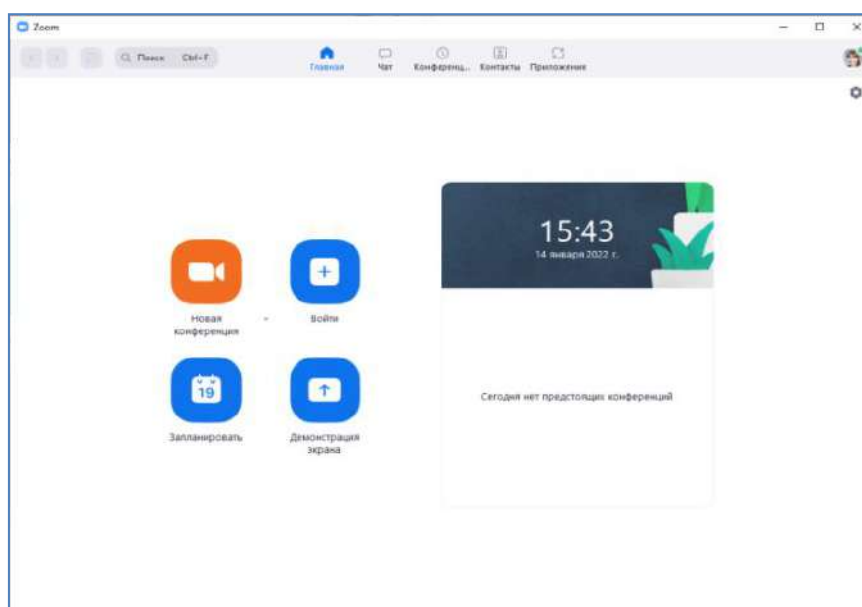 Zoom
Поиск Ctrl+F
Главная
Чат
Конференц...
Контакты
Приложение
15:43
14 января 2022 г.
Новая
конференция
Войти
19
Запланировать
Демонстрация
экрана
Сегодня нет предстоящих конференций